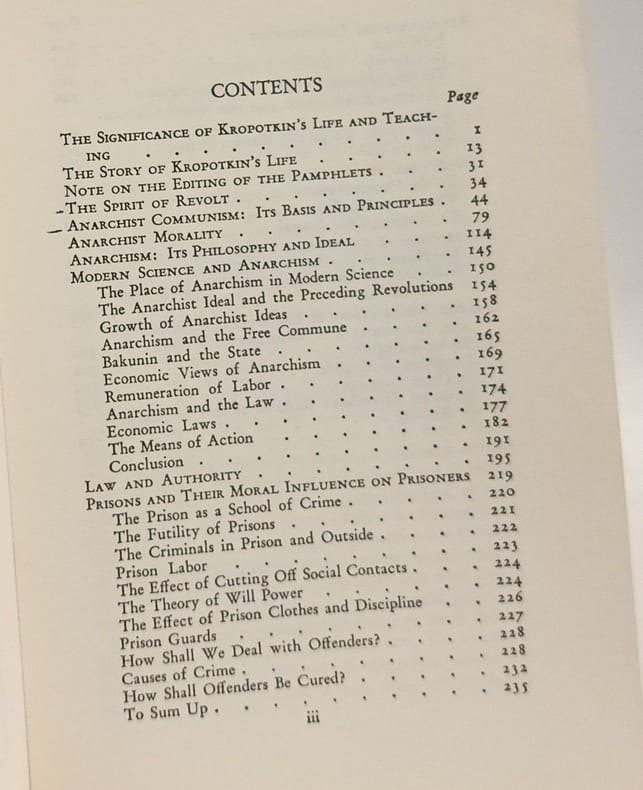 CONTENTS
Page
The Significance of Kropotkin's Life and Teach-
ing . . . . . . . . . . 1
The Story of Kropotkin's Life . . . . . 13
Note on the Editing of the Pamphlets . . . 31
The Spirit of Revolt . . . . . . . 34
Anarchist Communism: Its Basis and Principles . 44
Anarchist Morality . . . . . . . 79
Anarchism: Its Philosophy and Ideal . . . 114
Modern Science and Anarchism . . . . . 145
The Place of Anarchism in Modern Science . . 150
The Anarchist Ideal and the Preceding Revolutions 154
Growth of Anarchist Ideas . . . . . 158
Anarchism and the Free Commune . . . . 162
Bakunin and the State . . . . . . 165
Economic Views of Anarchism . . . . 169
Remuneration of Labor . . . . . . 171
Anarchism and the Law . . . . . . 174
Economic Laws . . . . . . . . 177
The Means of Action . . . . . . 182
Conclusion . . . . . . . . . 191
Law and Authority . . . . . . . 195
Prisons and Their Moral Influence on Prisoners 219
The Prison as a School of Crime . . . . 220
The Futility of Prisons . . . . . . 221
The Criminals in Prison and Outside . . . 222
Prison Labor . . . . . . . . 223
The Effect of Cutting Off Social Contacts . . . 224
The Theory of Will Power . . . . . 224
The Effect of Prison Clothes and Discipline . . 226
Prison Guards . . . . . . . . 227
How Shall We Deal with Offenders? . . . . 228
Causes of Crime . . . . . . . . 228
How Shall Offenders Be Cured? . . . . . 232
To Sum Up . . . . . . . . . 235
iii